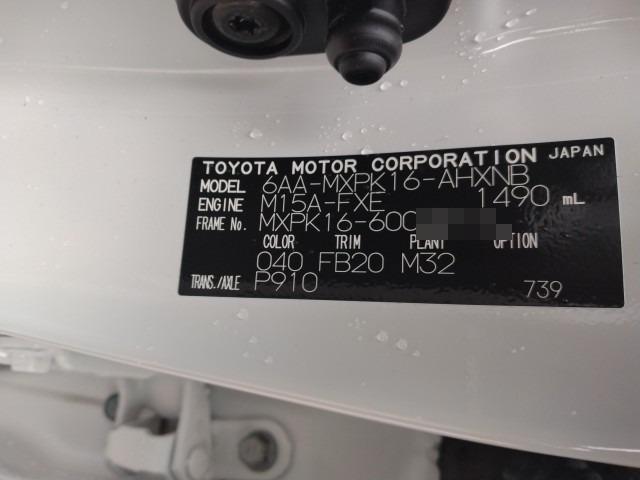 TOYOTA MOTOR CORPORATION JAPAN
MODEL 6AA-MXPK16-AHXNB
ENGINE M15A-FXE 1490 mL
FRAME No. MXPK16-600
COLOR TRIM PLANT OPTION
040 FB20 M32
TRANS./AXLE P910 739